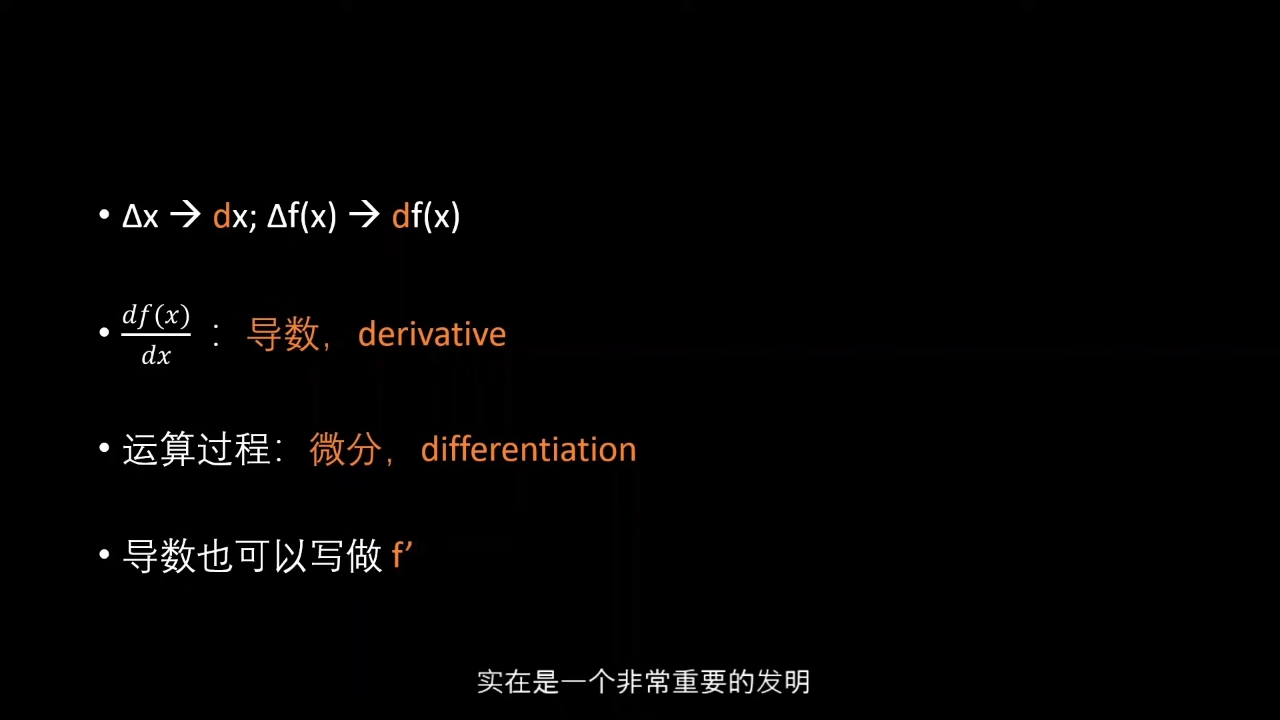 • Δx → dx; Δf(x) → df(x)
• df(x)/dx ： 导数，derivative
• 运算过程：微分，differentiation
• 导数也可以写做 f’
实在是一个非常重要的发明